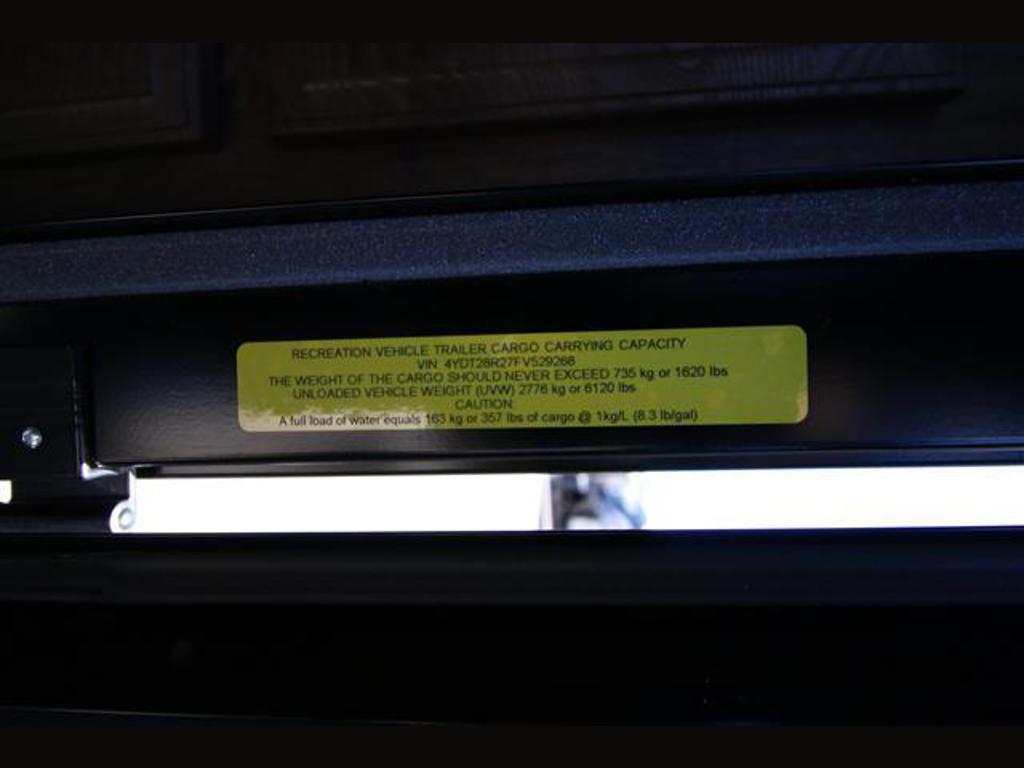 RECREATION VEHICLE TRAILER CARGO CARRYING CAPACITY
VIN 4YDT28R27FV529268
THE WEIGHT OF THE CARGO SHOULD NEVER EXCEED 735 kg or 1620 lbs
UNLOADED VEHICLE WEIGHT (UVW) 2776 kg or 6120 lbs
CAUTION:
A full load of water equals 163 kg or 357 lbs of cargo @ 1kg/L (8.3 lb/gal)